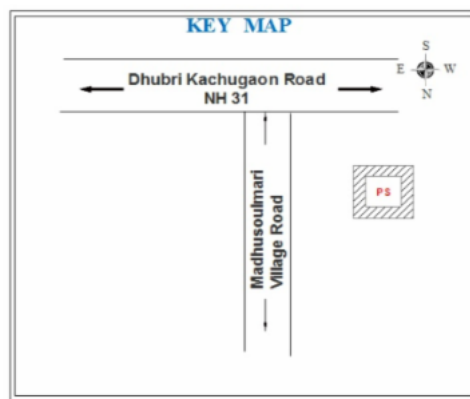 KEY MAP
S
E W
N
Dhubri Kachugaon Road
NH 31
Madhusoulmari
Village Road
PS